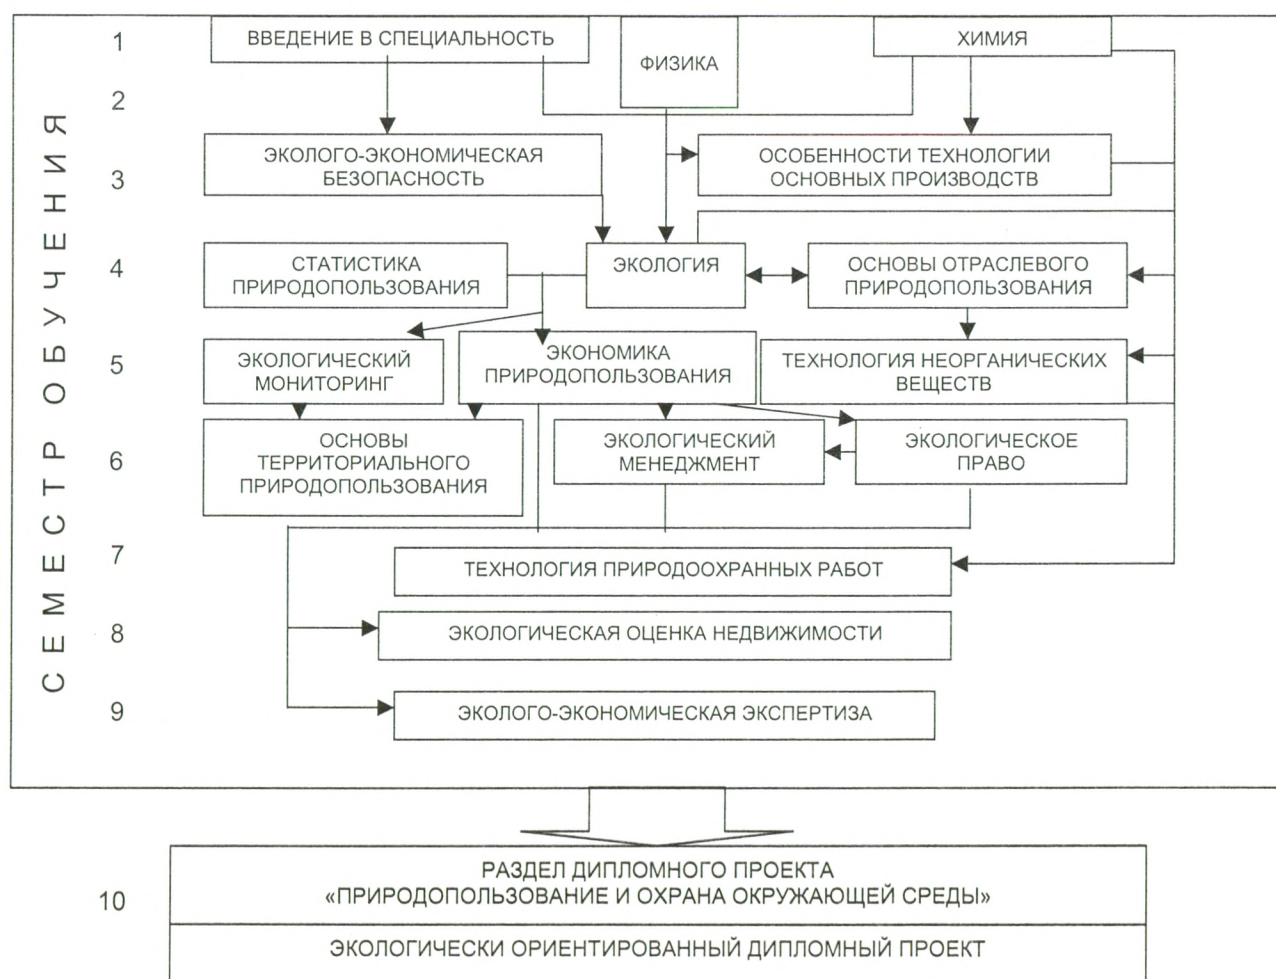 СЕМЕСТР ОБУЧЕНИЯ
1
ВВЕДЕНИЕ В СПЕЦИАЛЬНОСТЬ
ФИЗИКА
ХИМИЯ
2
3
ЭКОЛОГО-ЭКОНОМИЧЕСКАЯ
БЕЗОПАСНОСТЬ
ОСОБЕННОСТИ ТЕХНОЛОГИИ
ОСНОВНЫХ ПРОИЗВОДСТВ
4
СТАТИСТИКА
ПРИРОДОПОЛЬЗОВАНИЯ
ЭКОЛОГИЯ
ОСНОВЫ ОТРАСЛЕВОГО
ПРИРОДОПОЛЬЗОВАНИЯ
5
ЭКОЛОГИЧЕСКИЙ
МОНИТОРИНГ
ЭКОНОМИКА
ПРИРОДОПОЛЬЗОВАНИЯ
ТЕХНОЛОГИЯ НЕОРГАНИЧЕСКИХ
ВЕЩЕСТВ
6
ОСНОВЫ
ТЕРРИТОРИАЛЬНОГО
ПРИРОДОПОЛЬЗОВАНИЯ
ЭКОЛОГИЧЕСКИЙ
МЕНЕДЖМЕНТ
ЭКОЛОГИЧЕСКОЕ
ПРАВО
7
ТЕХНОЛОГИЯ ПРИРОДООХРАННЫХ РАБОТ
8
ЭКОЛОГИЧЕСКАЯ ОЦЕНКА НЕДВИЖИМОСТИ
9
ЭКОЛОГО-ЭКОНОМИЧЕСКАЯ ЭКСПЕРТИЗА
10
РАЗДЕЛ ДИПЛОМНОГО ПРОЕКТА
«ПРИРОДОПОЛЬЗОВАНИЕ И ОХРАНА ОКРУЖАЮЩЕЙ СРЕДЫ»
ЭКОЛОГИЧЕСКИ ОРИЕНТИРОВАННЫЙ ДИПЛОМНЫЙ ПРОЕКТ